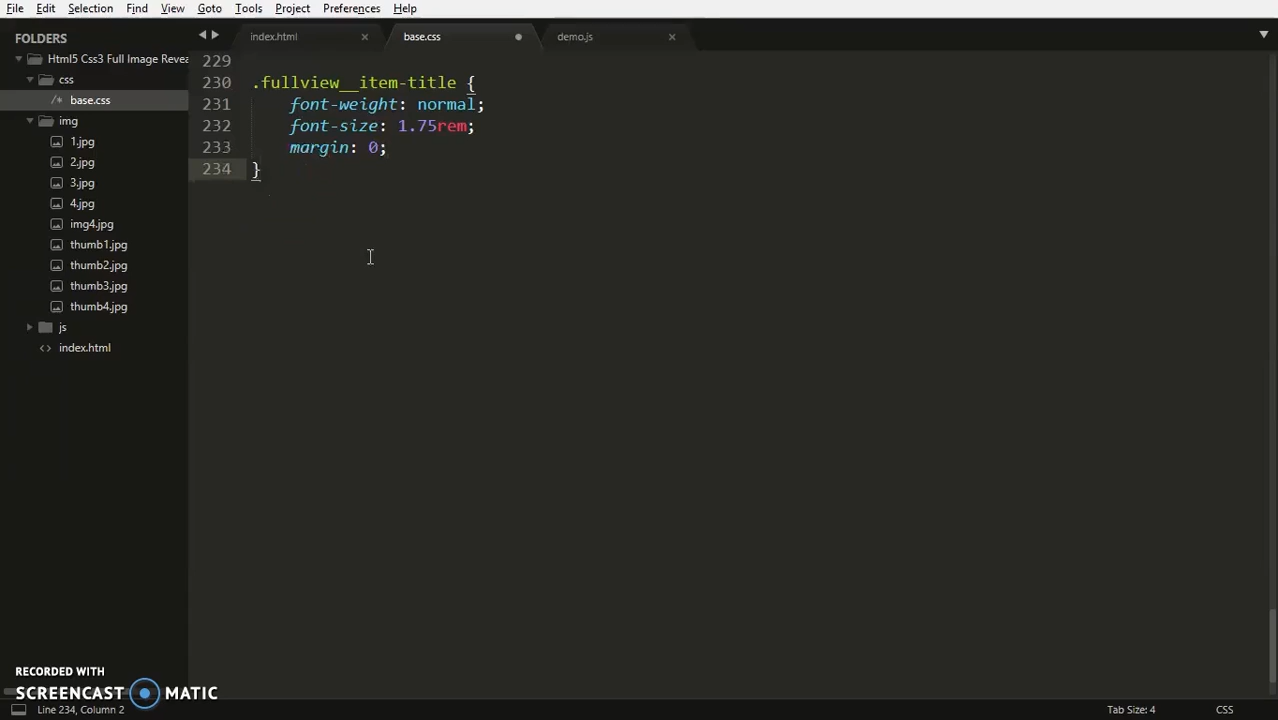 File Edit Selection Find View Goto Tools Project Preferences Help
FOLDERS
Html5 Css3 Full Image Revea
css
/* base.css
img
1.jpg
2.jpg
3.jpg
4.jpg
img4.jpg
thumb1.jpg
thumb2.jpg
thumb3.jpg
thumb4.jpg
js
<> index.html
index.html × base.css demo.js ×
229
230 .fullview__item-title {
231 font-weight: normal;
232 font-size: 1.75rem;
233 margin: 0;
234 }
RECORDED WITH
SCREENCAST MATIC
Line 234, Column 2 Tab Size: 4 CSS